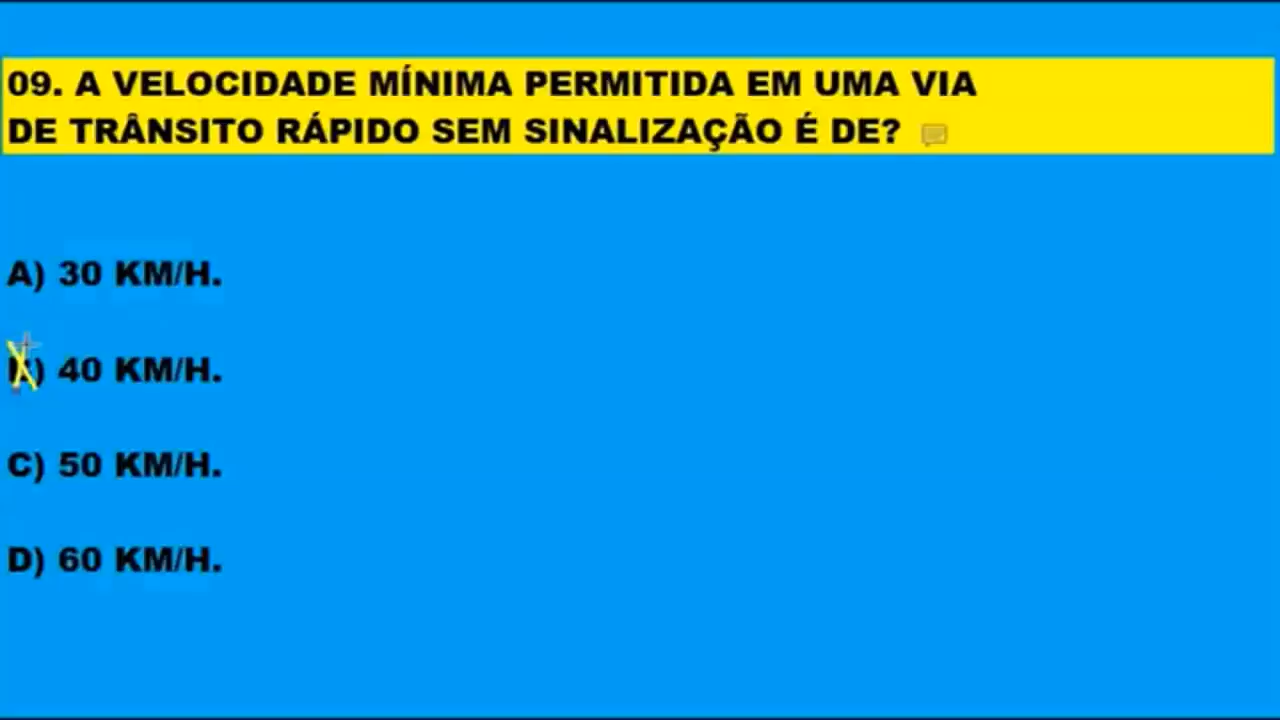 09. A VELOCIDADE MÍNIMA PERMITIDA EM UMA VIA
DE TRÂNSITO RÁPIDO SEM SINALIZAÇÃO É DE?
A) 30 KM/H.
B) 40 KM/H.
C) 50 KM/H.
D) 60 KM/H.